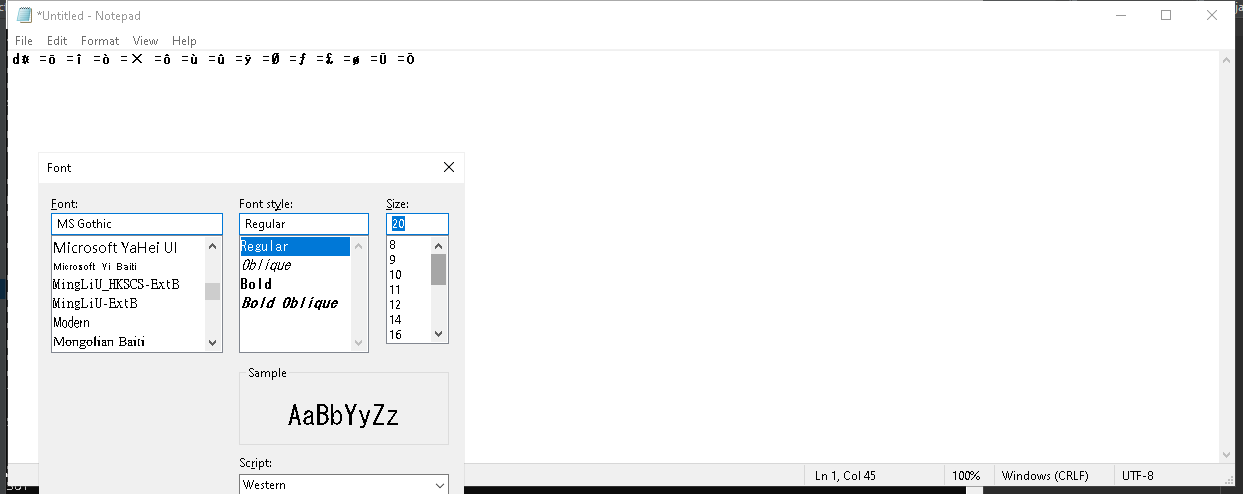 *Untitled - Notepad
File Edit Format View Help
d¤ =õ =î =ò =× =ô =ù =û =ÿ =Ø =ƒ =£ =ø =Ü =Ö
Font
Font: Font style: Size:
MS Gothic Regular 20
Microsoft YaHei UI
Microsoft Yi Baiti
MingLiU_HKSCS-ExtB
MingLiU-ExtB
Modern
Mongolian Baiti
Regular
Oblique
Bold
Bold Oblique
8
9
10
11
12
14
16
Sample
AaBbYyZz
Script:
Western
Ln 1, Col 45 100% Windows (CRLF) UTF-8